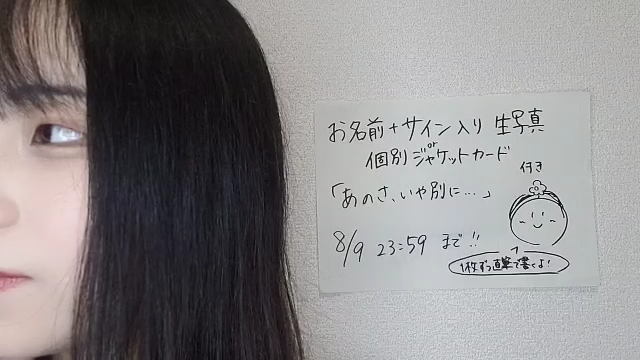 お名前+サイン入り 生写真
or
個別ジャケットカード
付き
「あのさ、いや別に…」
8/9 23:59 まで!!
1枚ずつ直筆で書くよ!